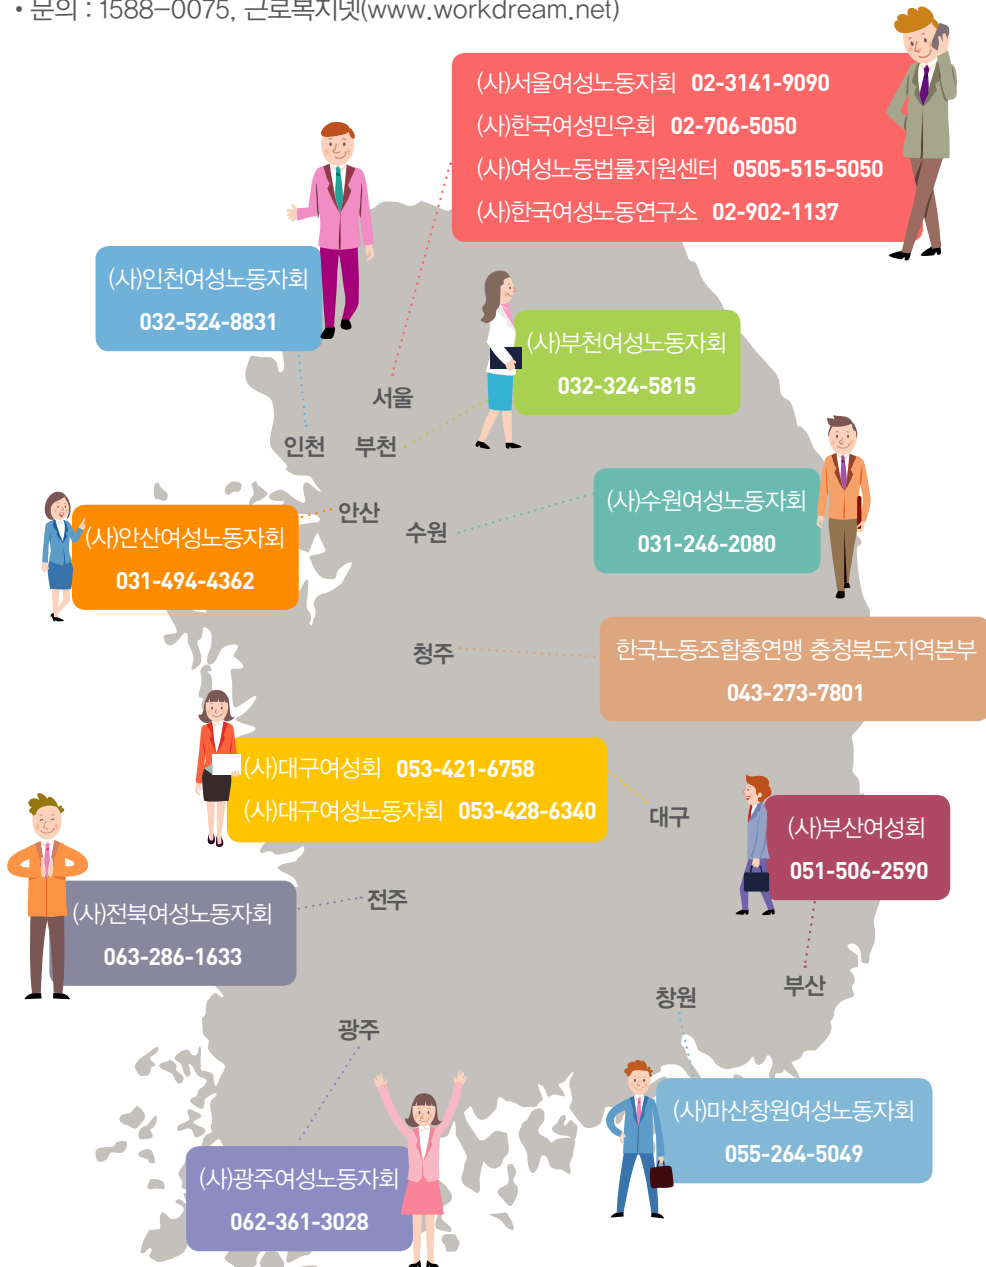 • 문의 : 1588-0075, 근로복지넷(www.workdream.net)
(사)서울여성노동자회 02-3141-9090
(사)한국여성민우회 02-706-5050
(사)여성노동법률지원센터 0505-515-5050
(사)한국여성노동연구소 02-902-1137
(사)인천여성노동자회
032-524-8831
(사)부천여성노동자회
032-324-5815
서울
인천
부천
(사)수원여성노동자회
031-246-2080
안산
수원
(사)안산여성노동자회
031-494-4362
청주
한국노동조합총연맹 충청북도지역본부
043-273-7801
(사)대구여성회 053-421-6758
(사)대구여성노동자회 053-428-6340
대구
(사)부산여성회
051-506-2590
전주
(사)전북여성노동자회
063-286-1633
부산
창원
광주
(사)마산창원여성노동자회
055-264-5049
(사)광주여성노동자회
062-361-3028